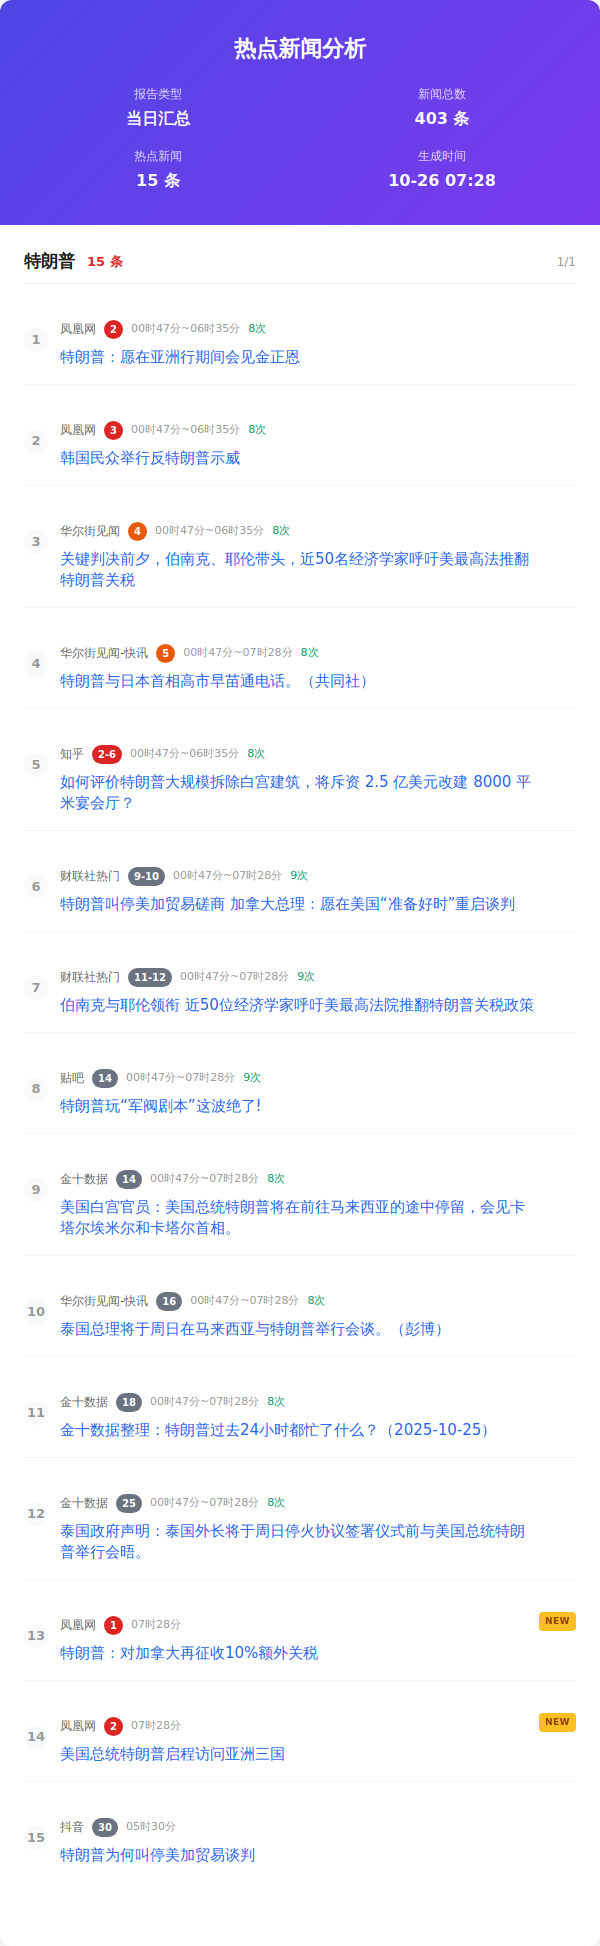 热点新闻分析
报告类型
新闻总数
当日汇总
403 条
热点新闻
生成时间
15 条
10-26 07:28
特朗普 15 条 1/1
1 凤凰网 2 00时47分~06时35分 8次
特朗普：愿在亚洲行期间会见金正恩
2 凤凰网 3 00时47分~06时35分 8次
韩国民众举行反特朗普示威
3 华尔街见闻 4 00时47分~06时35分 8次
关键判决前夕，伯南克、耶伦带头，近50名经济学家呼吁美最高法推翻
特朗普关税
4 华尔街见闻-快讯 5 00时47分~07时28分 8次
特朗普与日本首相高市早苗通电话。（共同社）
5 知乎 2-6 00时47分~06时35分 8次
如何评价特朗普大规模拆除白宫建筑，将斥资 2.5 亿美元改建 8000 平
米宴会厅？
6 财联社热门 9-10 00时47分~07时28分 9次
特朗普叫停美加贸易磋商 加拿大总理：愿在美国“准备好时”重启谈判
7 财联社热门 11-12 00时47分~07时28分 9次
伯南克与耶伦领衔 近50位经济学家呼吁美最高法院推翻特朗普关税政策
8 贴吧 14 00时47分~07时28分 9次
特朗普玩“军阀剧本”这波绝了!
9 金十数据 14 00时47分~07时28分 8次
美国白宫官员：美国总统特朗普将在前往马来西亚的途中停留，会见卡
塔尔埃米尔和卡塔尔首相。
10 华尔街见闻-快讯 16 00时47分~07时28分 8次
泰国总理将于周日在马来西亚与特朗普举行会谈。（彭博）
11 金十数据 18 00时47分~07时28分 8次
金十数据整理：特朗普过去24小时都忙了什么？（2025-10-25）
12 金十数据 25 00时47分~07时28分 8次
泰国政府声明：泰国外长将于周日停火协议签署仪式前与美国总统特朗
普举行会晤。
13 凤凰网 1 07时28分 NEW
特朗普：对加拿大再征收10%额外关税
14 凤凰网 2 07时28分 NEW
美国总统特朗普启程访问亚洲三国
15 抖音 30 05时30分
特朗普为何叫停美加贸易谈判